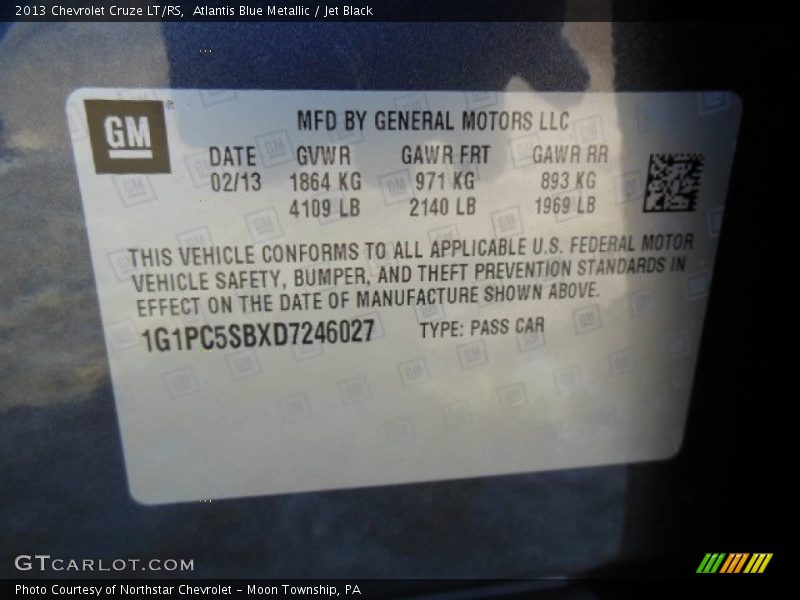 2013 Chevrolet Cruze LT/RS, Atlantis Blue Metallic / Jet Black
GM
®
MFD BY GENERAL MOTORS LLC
DATE GVWR GAWR FRT GAWR RR
02/13 1864 KG 971 KG 893 KG
4109 LB 2140 LB 1969 LB
THIS VEHICLE CONFORMS TO ALL APPLICABLE U.S. FEDERAL MOTOR
VEHICLE SAFETY, BUMPER, AND THEFT PREVENTION STANDARDS IN
EFFECT ON THE DATE OF MANUFACTURE SHOWN ABOVE.
1G1PC5SBXD7246027 TYPE: PASS CAR
GTCARLOT.COM
Photo Courtesy of Northstar Chevrolet - Moon Township, PA